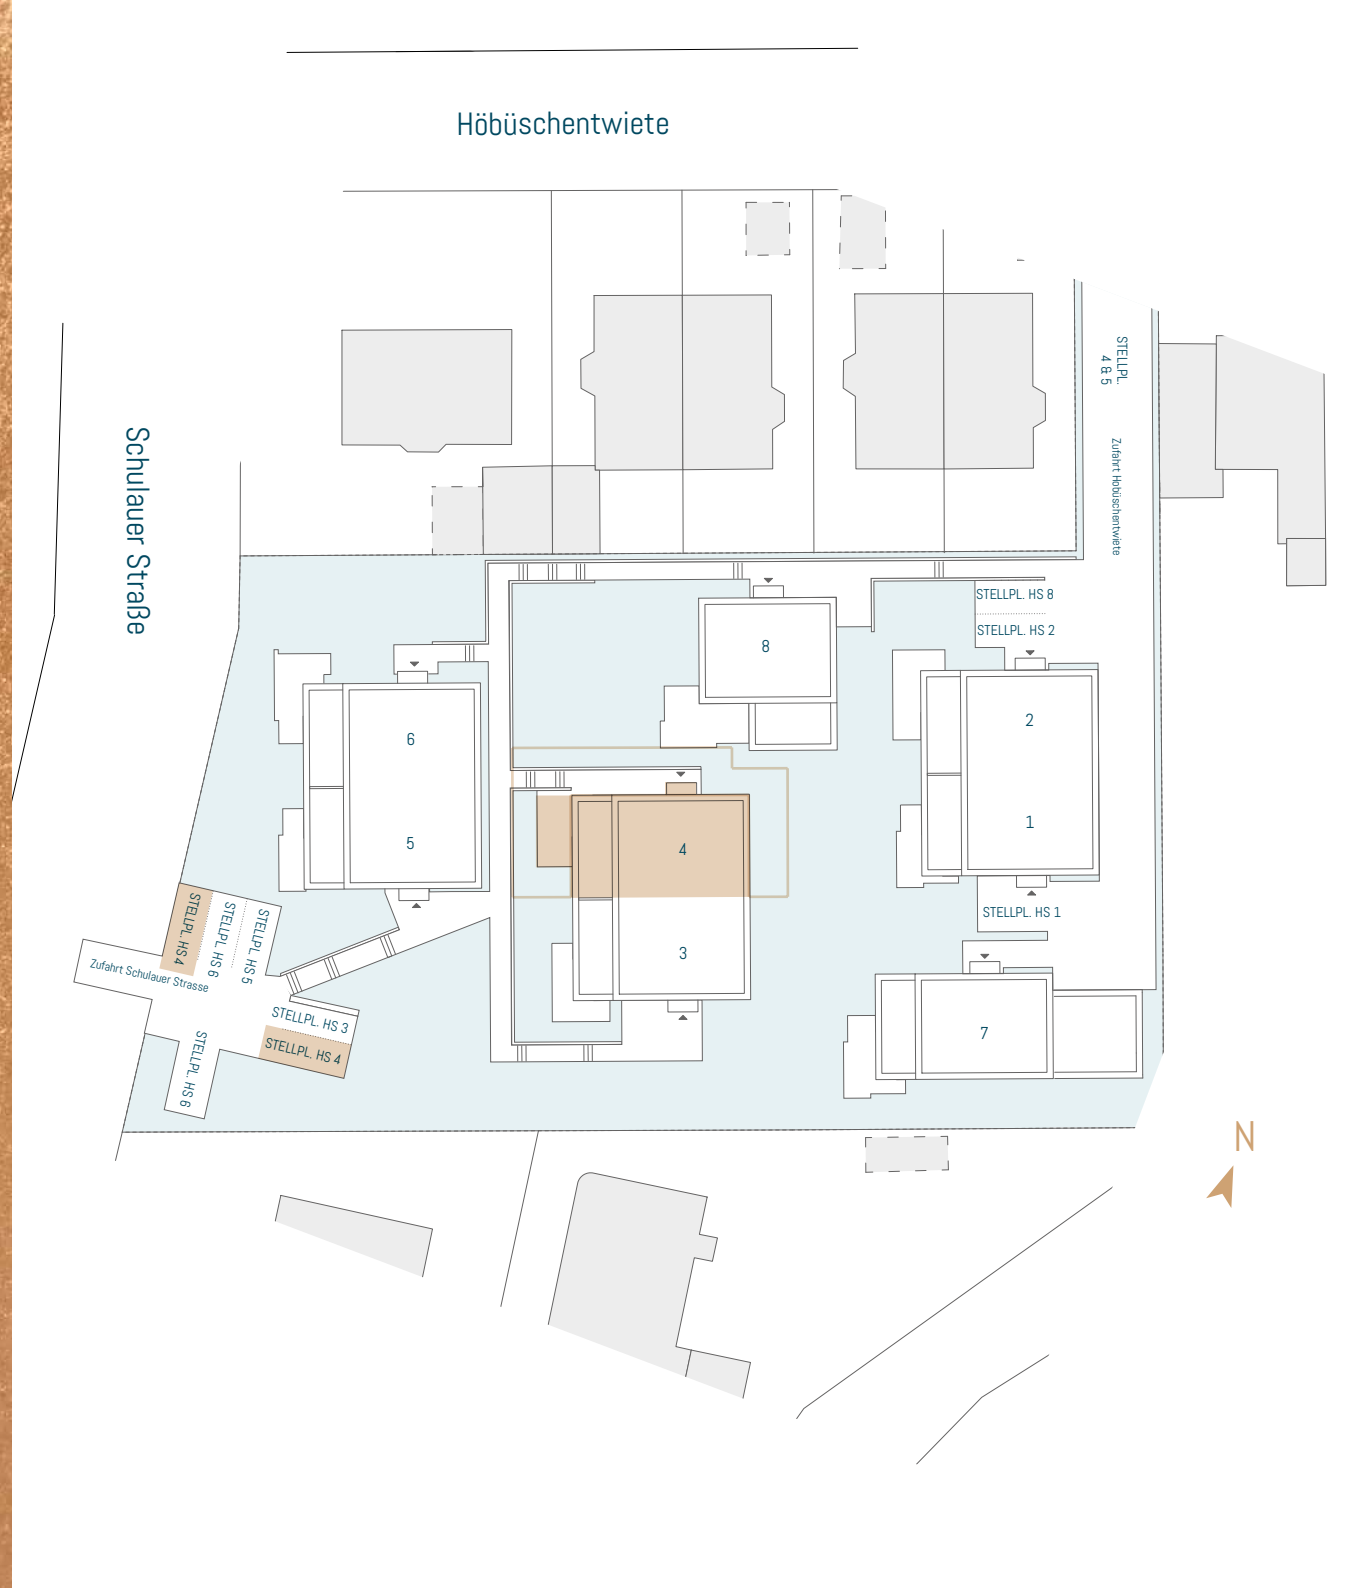 Höbüschentwiete
Schulauer Straße
STELLPL.
4 & 5
Zufahrt Höbüschentwiete
STELLPL. HS 8
STELLPL. HS 2
8
2
1
6
5
4
3
STELLPL. HS 1
7
STELLPL. HS 4
STELLPL. HS 6
STELLPL. HS 5
Zufahrt Schulauer Strasse
STELLPL. HS 3
STELLPL. HS 4
STELLPL. HS 6
N